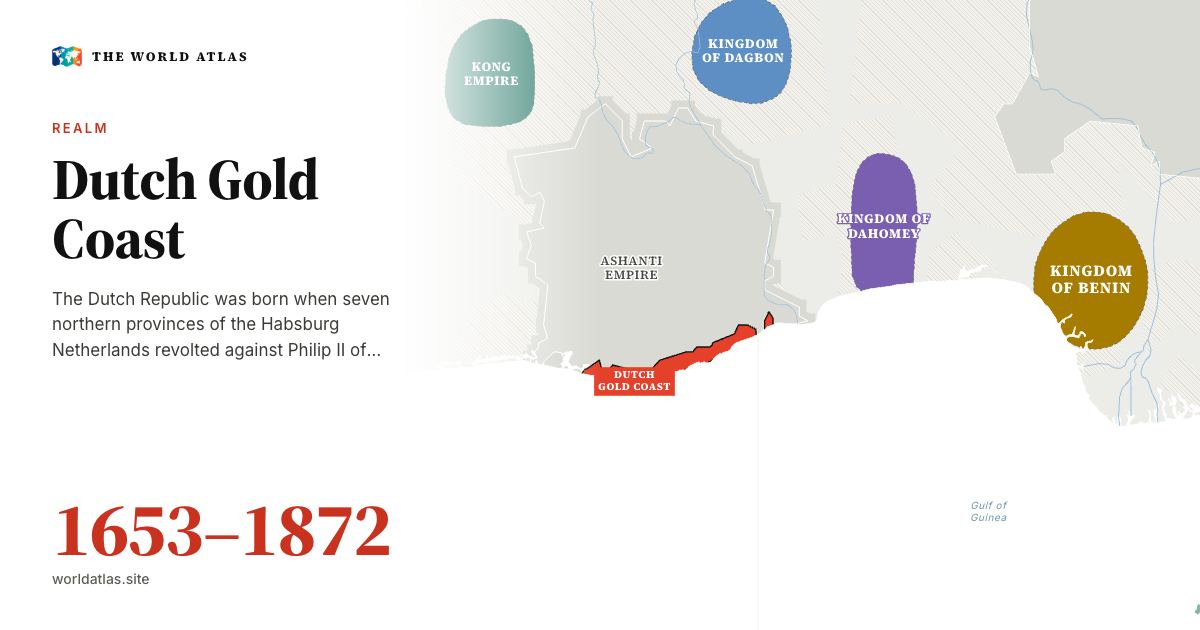 THE WORLD ATLAS
REALM
Dutch Gold
Coast
The Dutch Republic was born when seven
northern provinces of the Habsburg
Netherlands revolted against Philip II of...
1653–1872
worldatlas.site
KONG
EMPIRE
KINGDOM
OF DAGBON
ASHANTI
EMPIRE
KINGDOM OF
DAHOMEY
KINGDOM
OF BENIN
DUTCH
GOLD COAST
Gulf of
Guinea